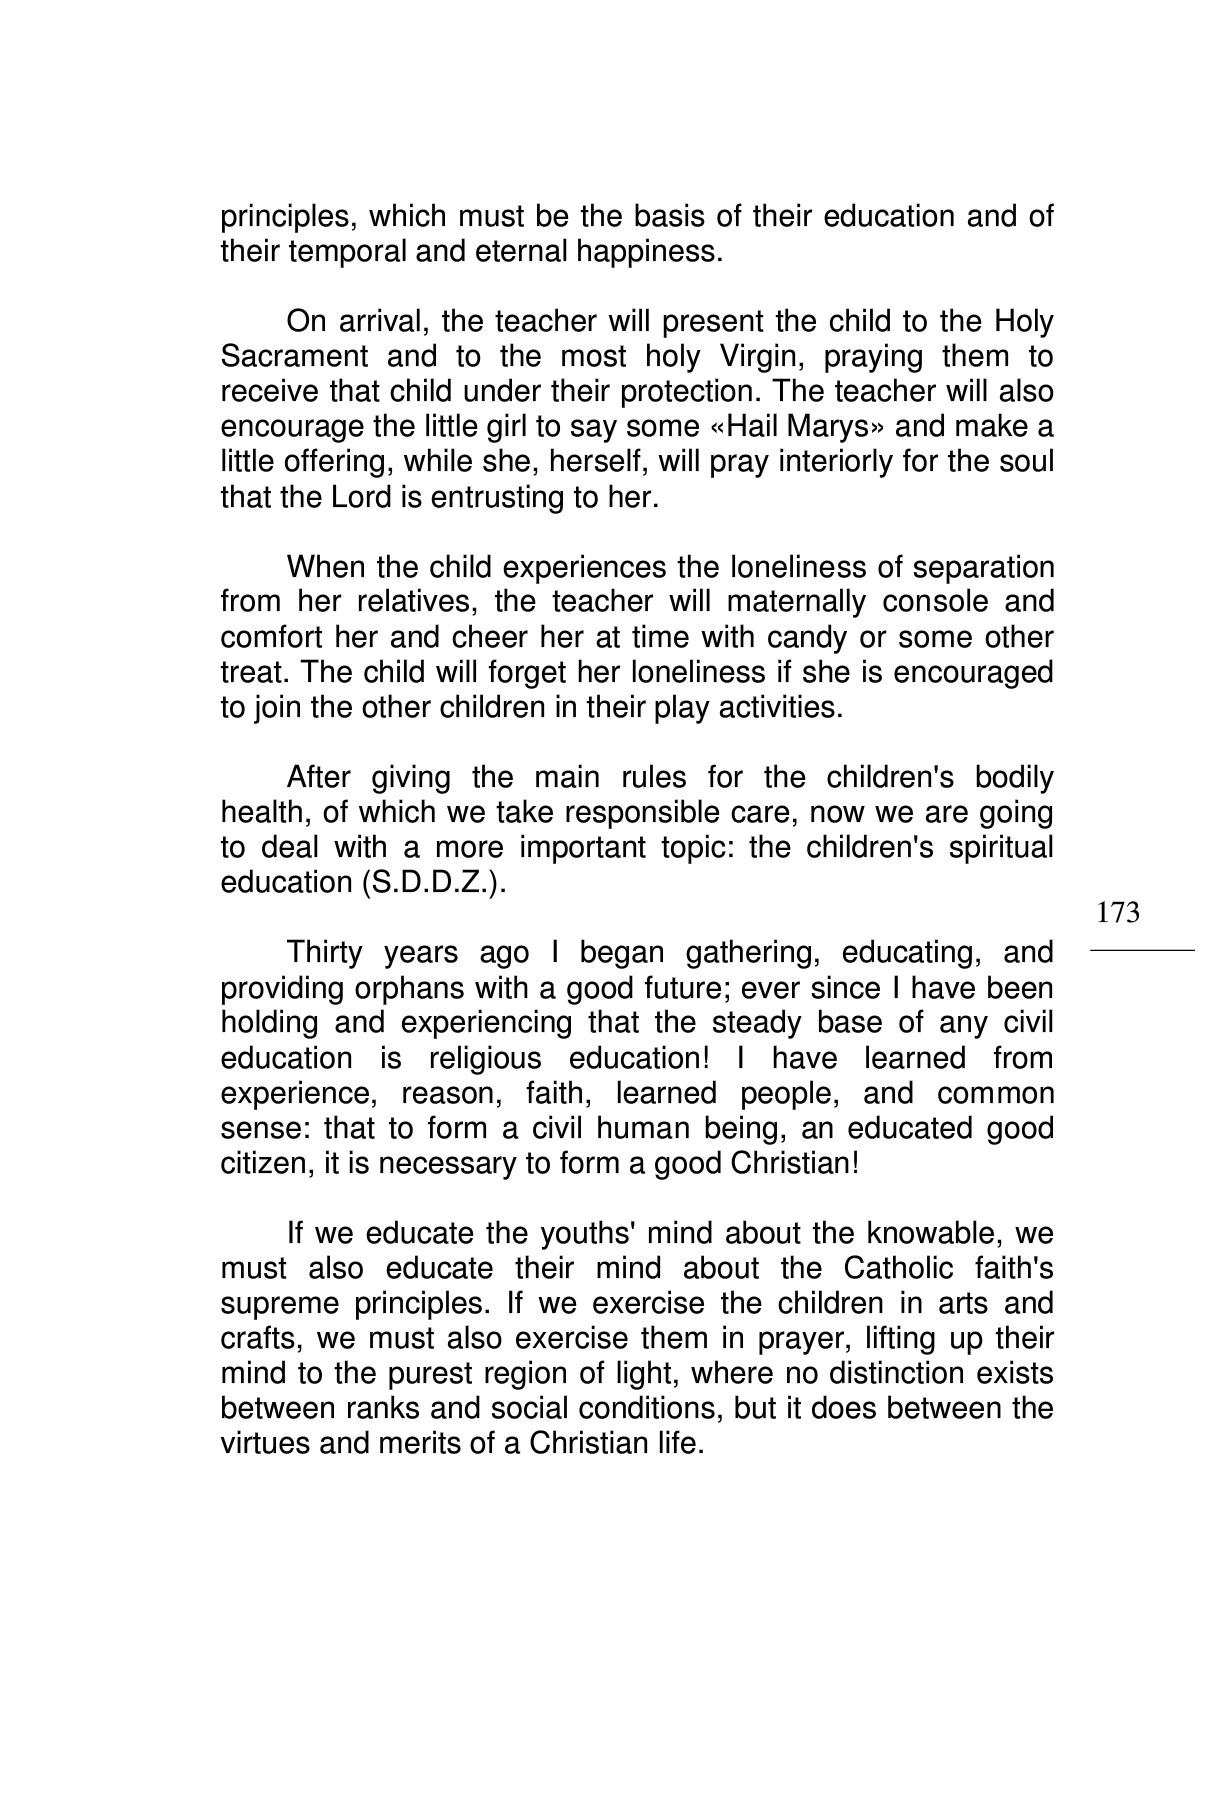 principles, which must be the basis of their education and of
their temporal and eternal happiness.
On arrival, the teacher will present the child to the Holy
Sacrament and to the most holy Virgin, praying them to
receive that child under their protection. The teacher will also
encourage the little girl to say some «Hail Marys» and make a
little offering, while she, herself, will pray interiorly for the soul
that the Lord is entrusting to her.
When the child experiences the loneliness of separation
from her relatives, the teacher will maternally console and
comfort her and cheer her at time with candy or some other
treat. The child will forget her loneliness if she is encouraged
to join the other children in their play activities.
After giving the main rules for the children's bodily
health, of which we take responsible care, now we are going
to deal with a more important topic: the children's spiritual
education (S.D.D.Z.).
173
Thirty years ago I began gathering, educating, and
providing orphans with a good future; ever since I have been
holding and experiencing that the steady base of any civil
education is religious education! I have learned from
experience, reason, faith, learned people, and common
sense: that to form a civil human being, an educated good
citizen, it is necessary to form a good Christian!
If we educate the youths' mind about the knowable, we
must also educate their mind about the Catholic faith's
supreme principles. If we exercise the children in arts and
crafts, we must also exercise them in prayer, lifting up their
mind to the purest region of light, where no distinction exists
between ranks and social conditions, but it does between the
virtues and merits of a Christian life.